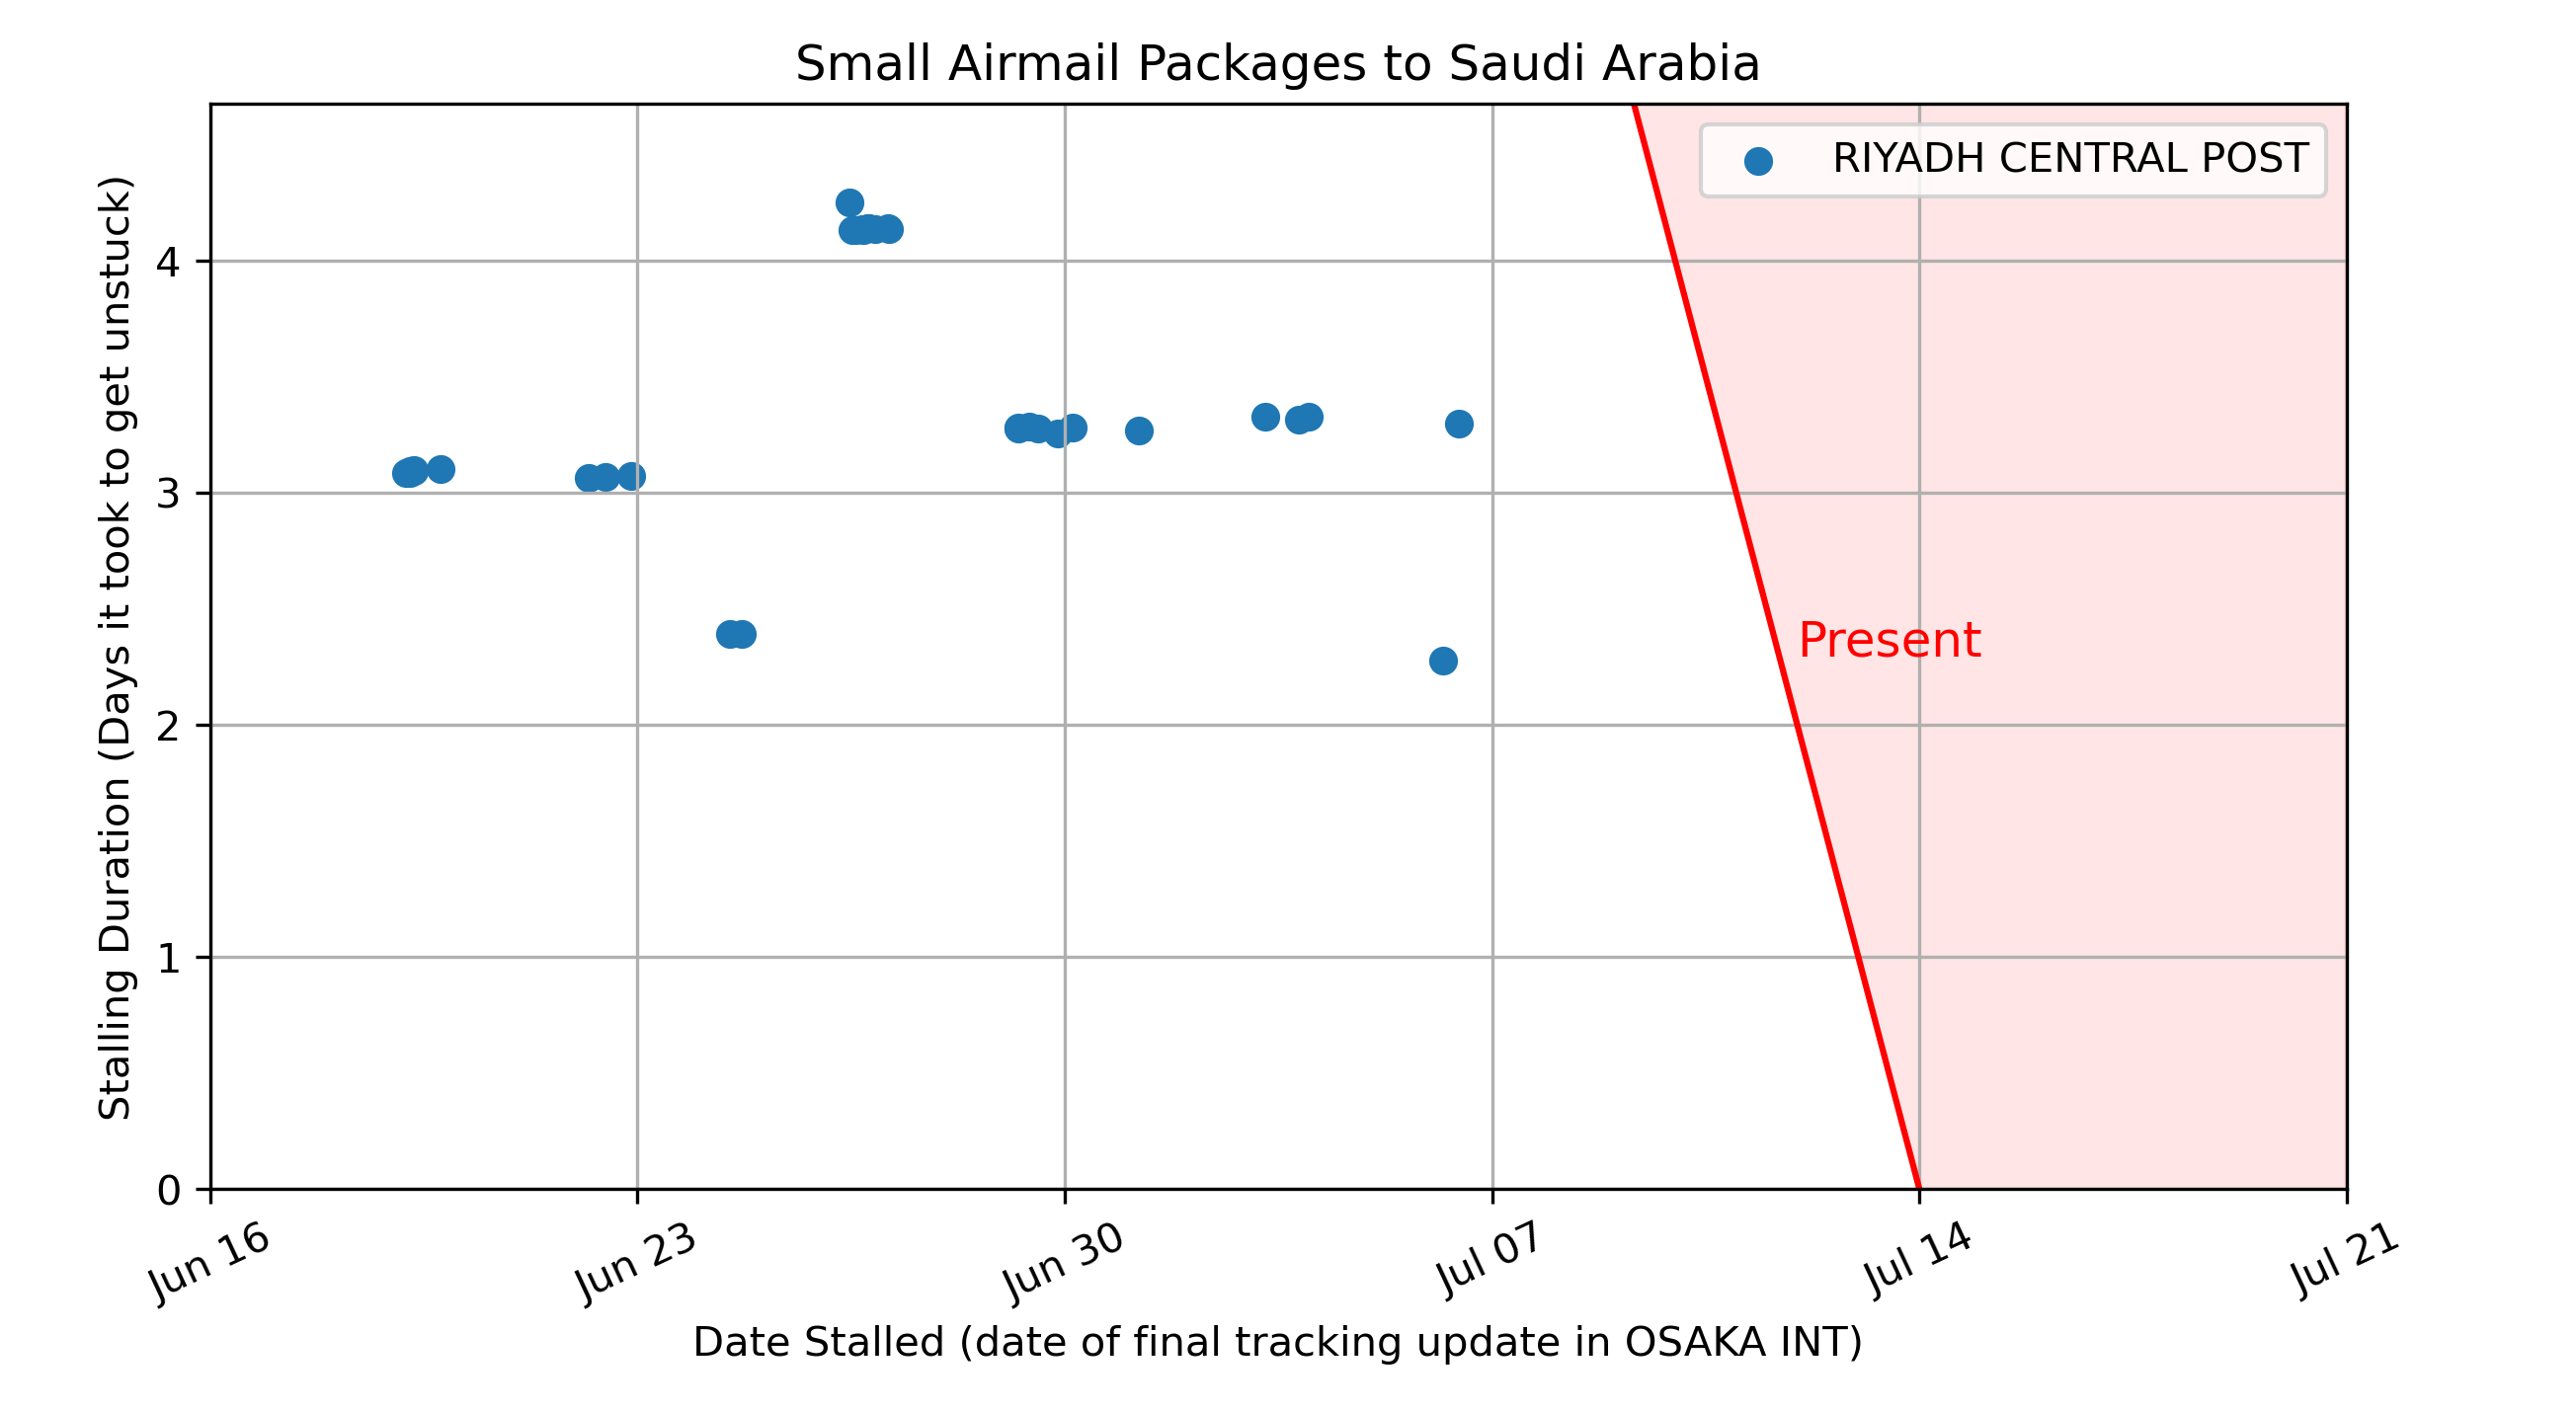 Small Airmail Packages to Saudi Arabia
RIYADH CENTRAL POST
Stalling Duration (Days it took to get unstuck)
4
3
2
1
0
Present
Jun 16
Jun 23
Jun 30
Jul 07
Jul 14
Jul 21
Date Stalled (date of final tracking update in OSAKA INT)